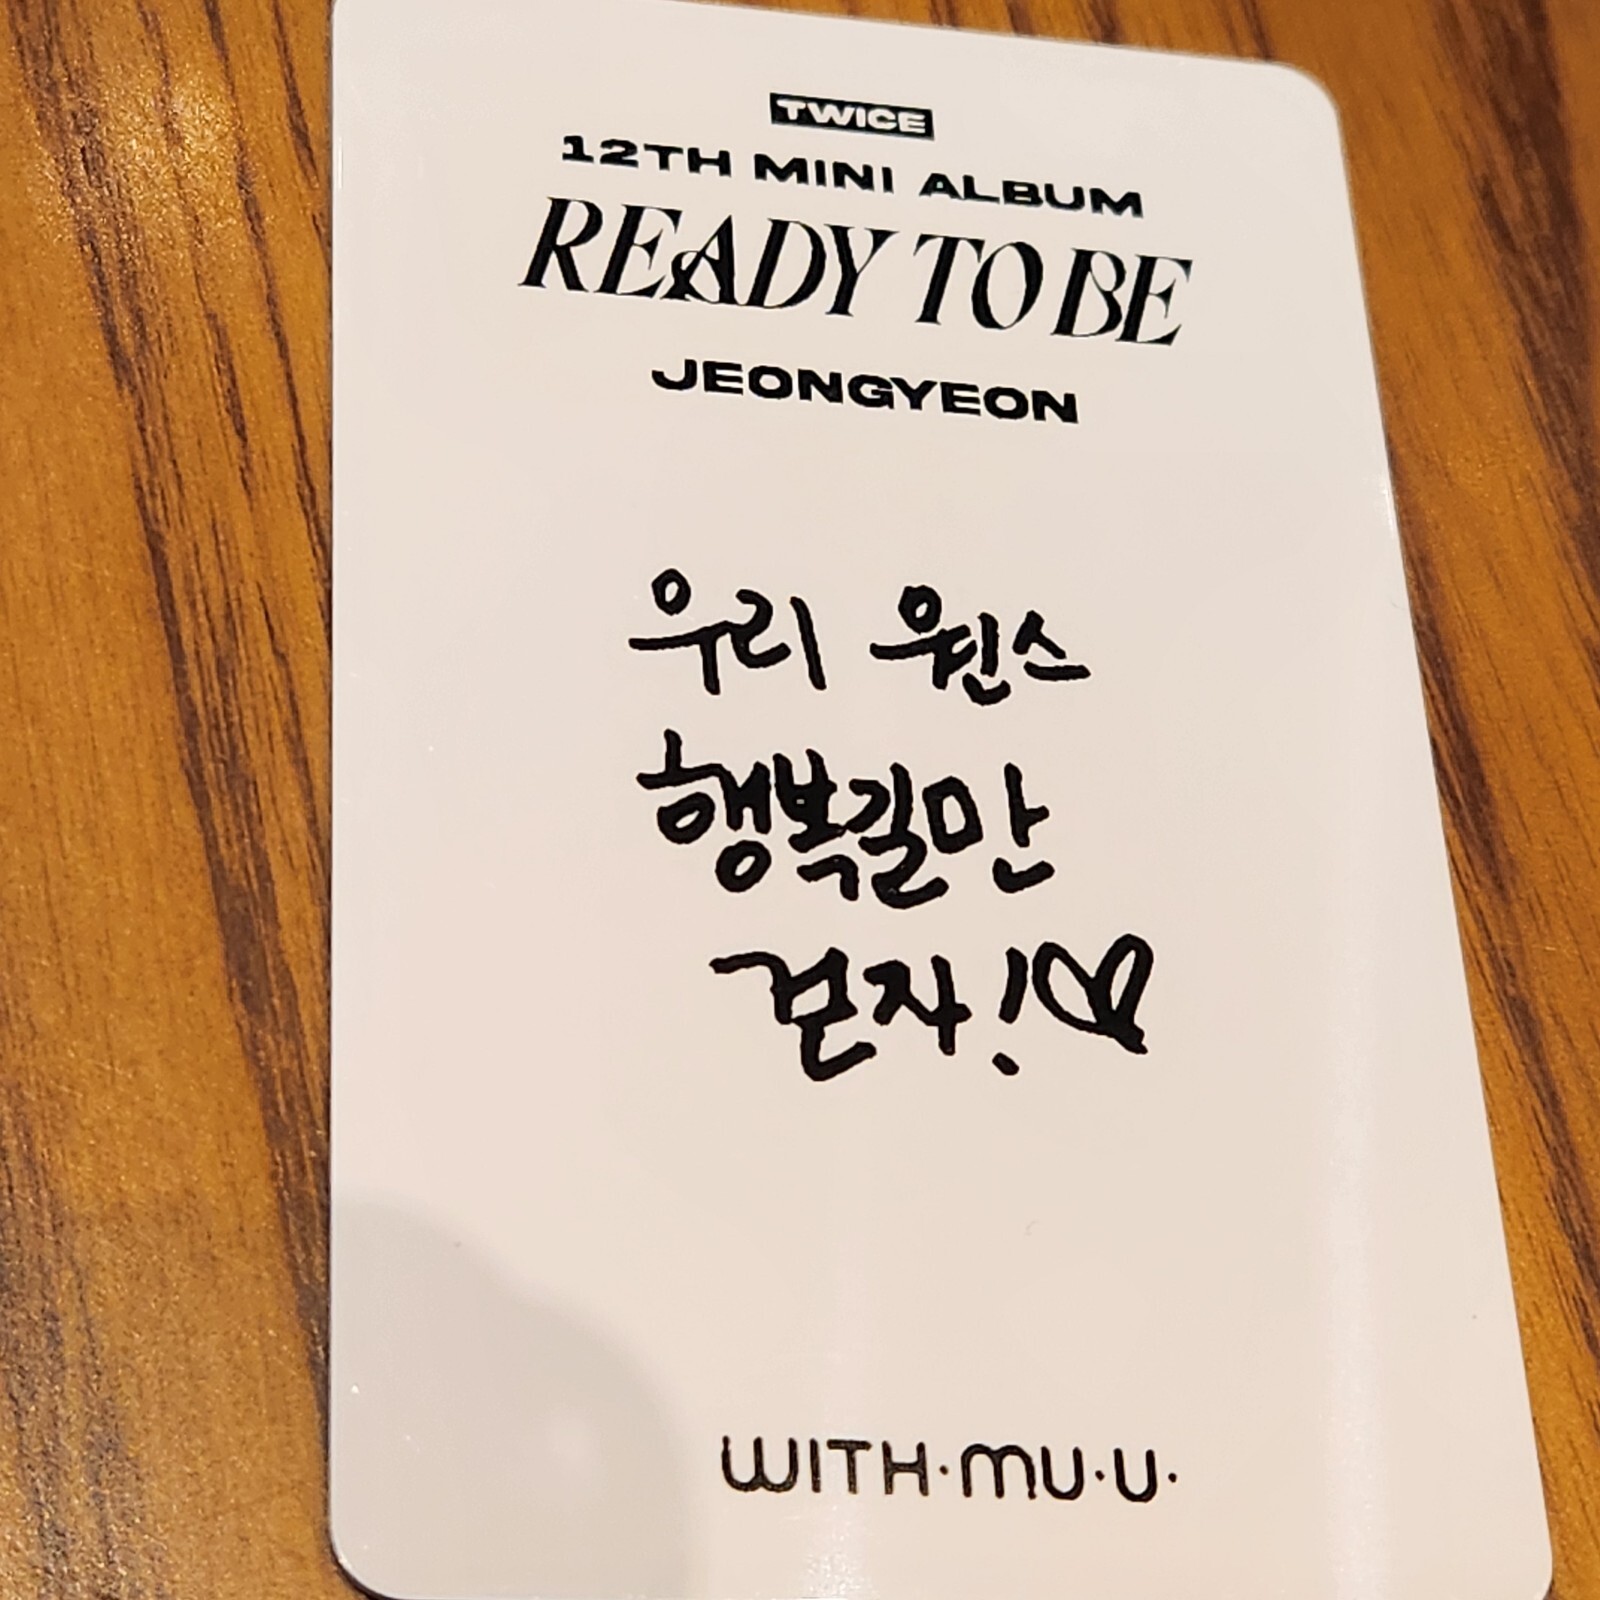 TWICE
12TH MINI ALBUM
READY TO BE
JEONGYEON
우리 원스
행복길만
걷자!♡
WITH·MU·U·